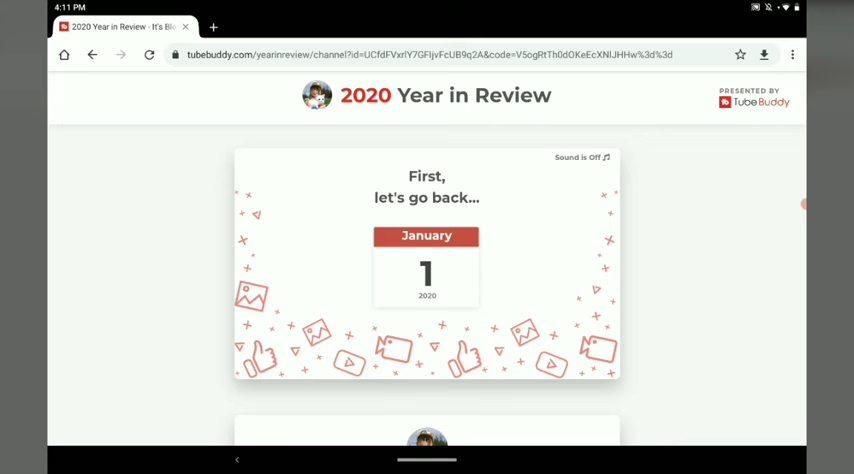 4:11 PM
2020 Year in Review - It's Blo
tubebuddy.com/yearinreview/channel?id=UCfdFVxrlY7GFIjvFcUB9q2A&code=V5ogRtTh0dOKeEcXNlJHHw%3d%3d
2020 Year in Review
PRESENTED BY
TubeBuddy
Sound is Off
First,
let's go back...
January
1
2020